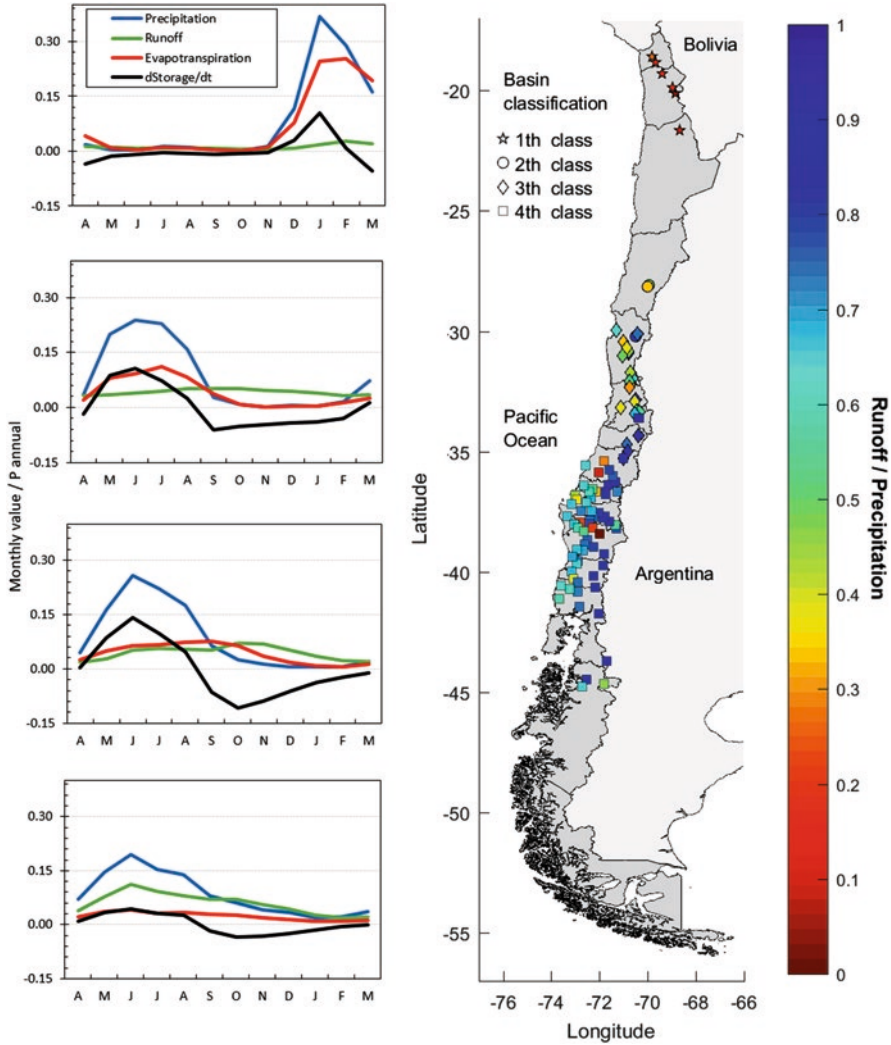 Precipitation
Runoff
Evapotranspiration
dStorage/dt
0.30
0.15
0.00
-0.15
A M J J A S O N D J F M
0.30
0.15
0.00
-0.15
A M J J A S O N D J F M
0.30
0.15
0.00
-0.15
A M J J A S O N D J F M
0.30
0.15
0.00
-0.15
A M J J A S O N D J F M
Monthly value / P annual
Bolivia
Basin
classification
1th class
2th class
3th class
4th class
Pacific
Ocean
Argentina
-20
-25
-30
-35
-40
-45
-50
-55
Latitude
-76 -74 -72 -70 -68 -66
Longitude
1
0.9
0.8
0.7
0.6
0.5
0.4
0.3
0.2
0.1
0
Runoff / Precipitation